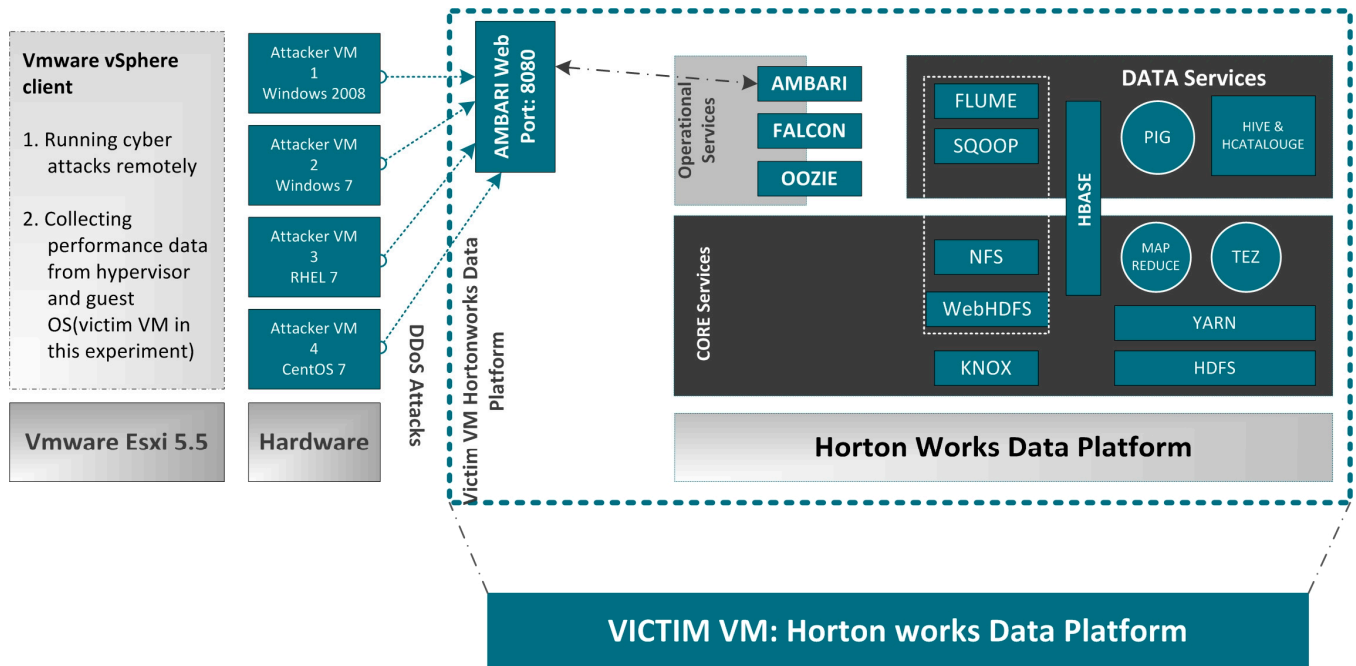 Vmware vSphere
client
1. Running cyber
attacks remotely
2. Collecting
performance data
from hypervisor
and guest
OS(victim VM in
this experiment)
Vmware Esxi 5.5
Attacker VM
1
Windows 2008
Attacker VM
2
Windows 7
Attacker VM
3
RHEL 7
Attacker VM
4
CentOS 7
Hardware
DDoS Attacks
Victim VM Hortonworks Data
Platform
AMBARI Web
Port: 8080
Operational
Services
AMBARI
FALCON
OOZIE
DATA Services
FLUME
SQOOP
HBASE
PIG
HIVE &
HCATALOUGE
CORE Services
NFS
WebHDFS
KNOX
MAP
REDUCE
TEZ
YARN
HDFS
Horton Works Data Platform
VICTIM VM: Horton works Data Platform